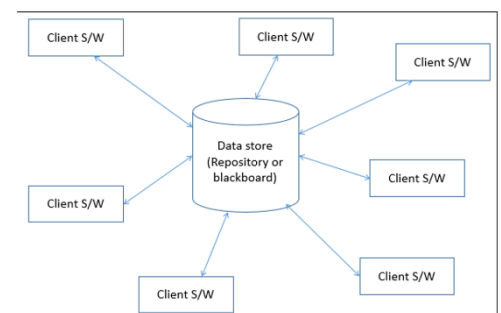 Client S/W
Client S/W
Client S/W
Data store
(Repository or
blackboard)
Client S/W
Client S/W
Client S/W
Client S/W